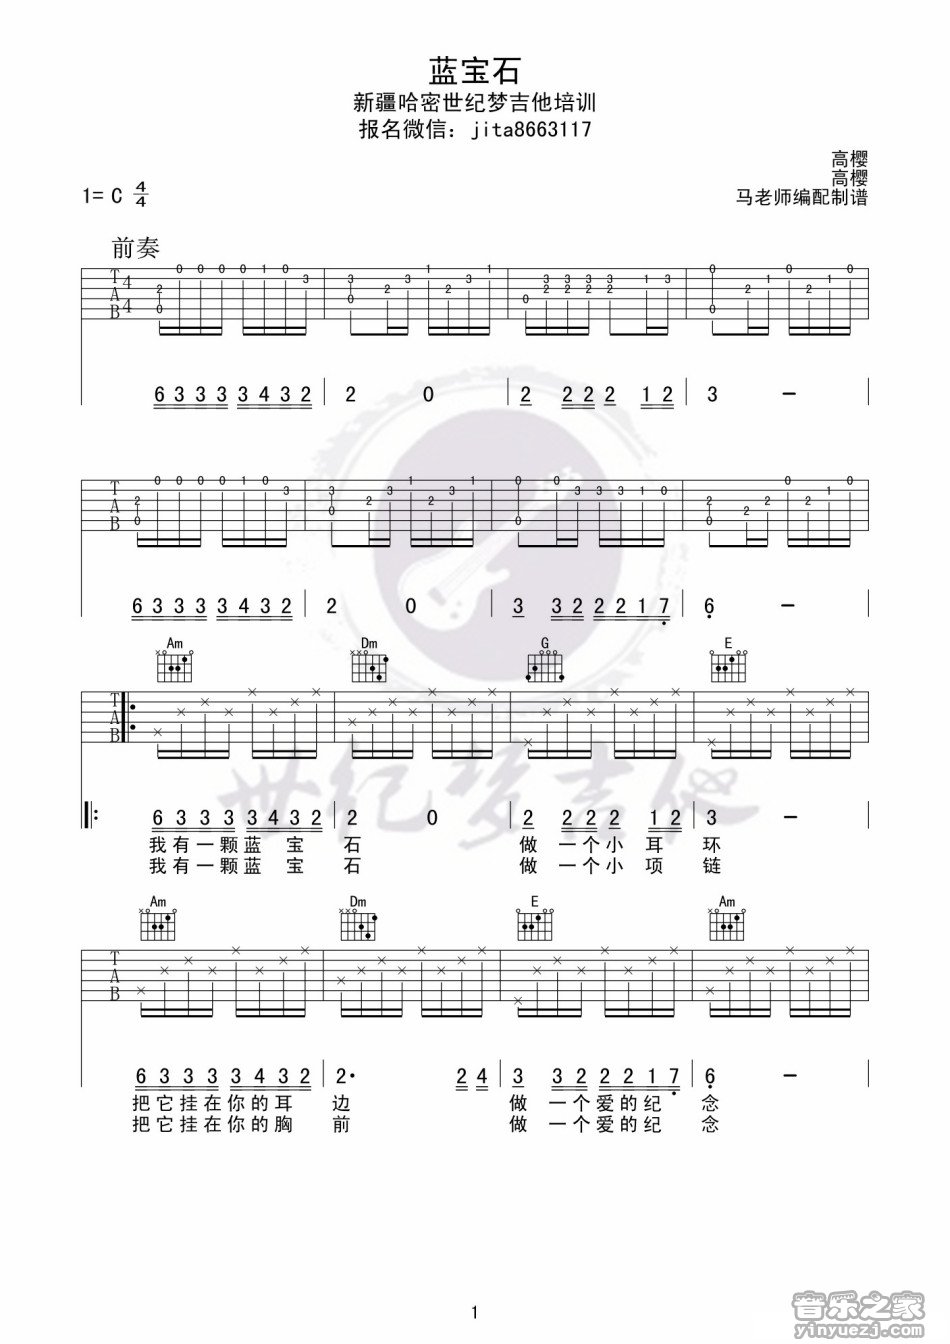 蓝宝石
新疆哈密世纪梦吉他培训
报名微信：jita8663117
高樱
高樱
1= C 4/4 马老师编配制谱
前奏
T A B 4 4
6 3 3 3 3 4 3 2 | 2 0 | 2 2 2 2 1 2 | 3 -
T A B
6 3 3 3 3 4 3 2 | 2 0 | 3 3 2 2 2 1 7 | 6 -
Am Dm G E
T A B
6 3 3 3 3 4 3 2 | 2 0 | 2 2 2 2 1 2 | 3 -
我有一颗蓝宝石 做一个小耳环
我有一颗蓝宝石 做一个小项链
Am Dm E Am
T A B
6 3 3 3 3 4 3 2 | 2· 2 4 | 3 3 2 2 2 1 7 | 6 -
把它挂在你的耳边 做一个爱的纪念
把它挂在你的胸前 做一个爱的纪念
世纪梦吉他
1
音乐之家
yinyuezj.com